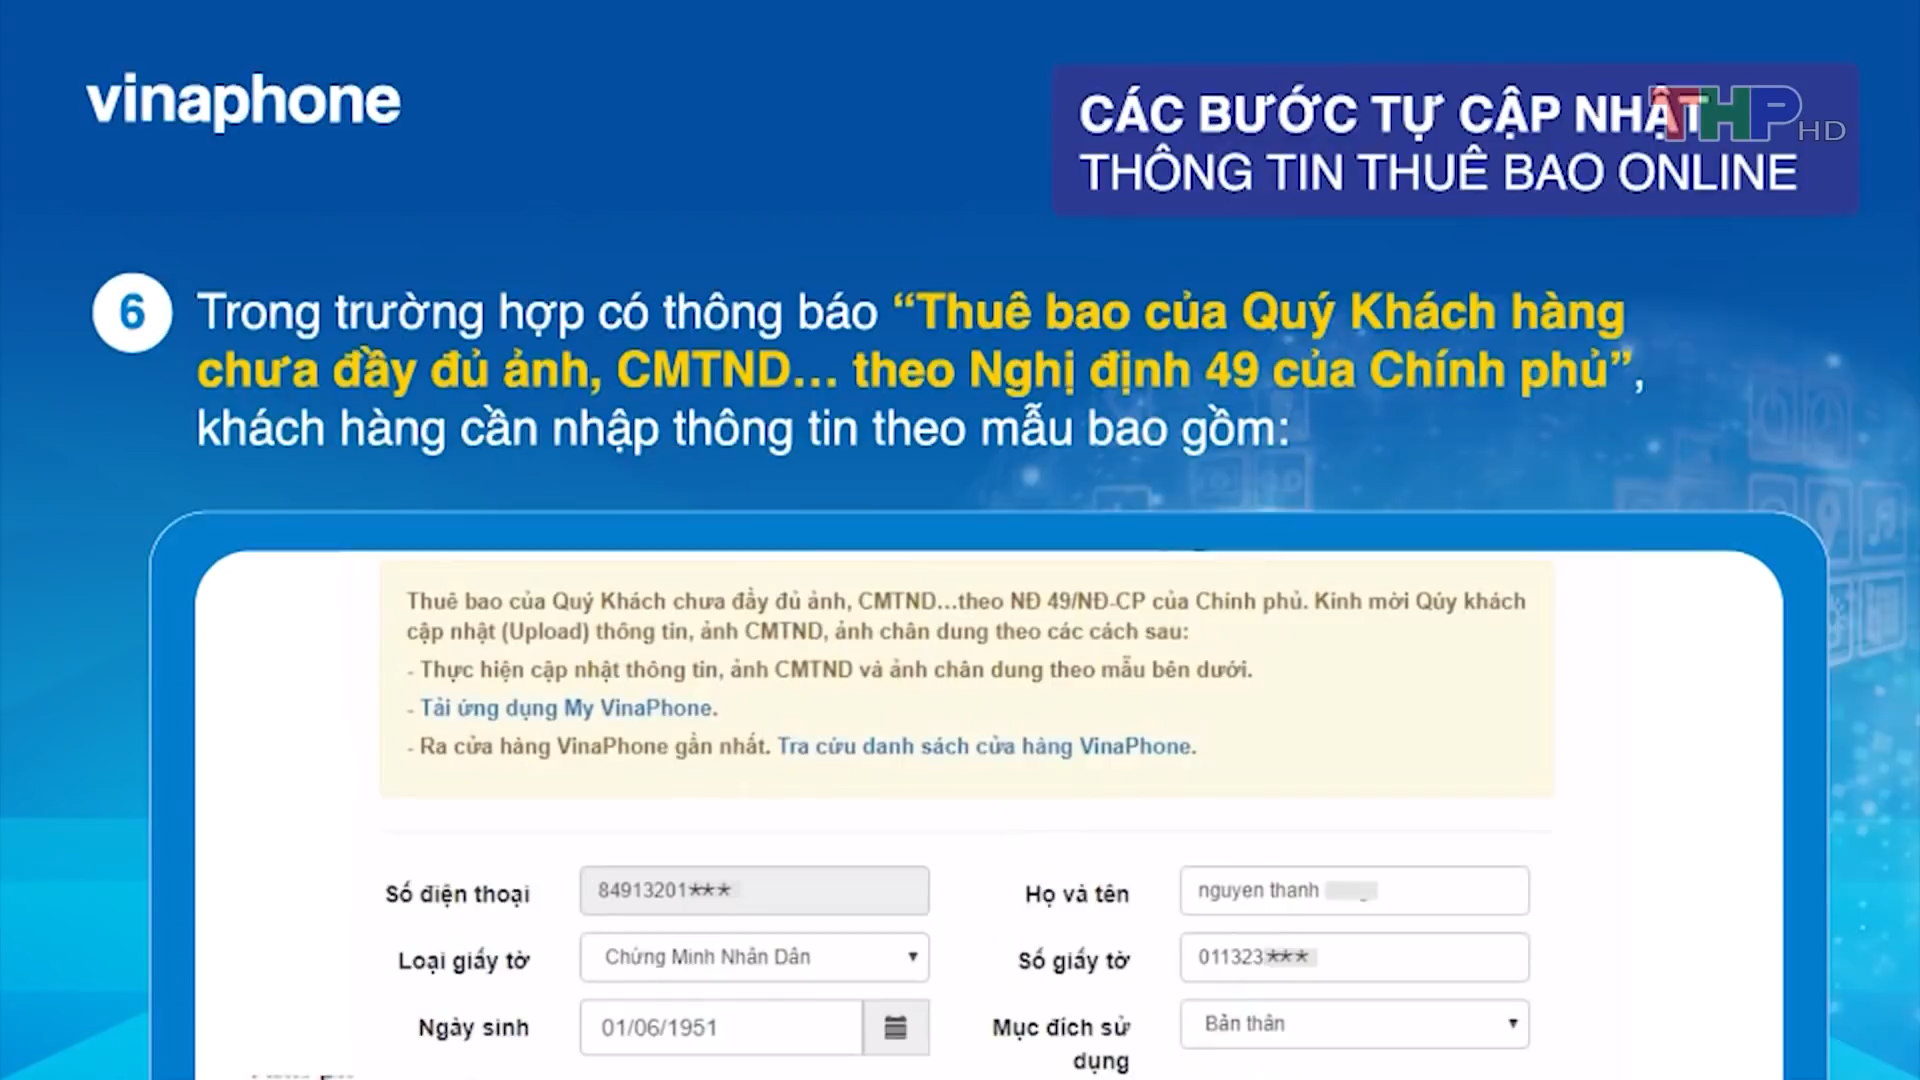 vinaphone
CÁC BƯỚC TỰ CẬP NHẬT
THÔNG TIN THUÊ BAO ONLINE
THP HD
6
Trong trường hợp có thông báo “Thuê bao của Quý Khách hàng
chưa đầy đủ ảnh, CMTND... theo Nghị định 49 của Chính phủ”,
khách hàng cần nhập thông tin theo mẫu bao gồm:
Thuê bao của Quý Khách chưa đầy đủ ảnh, CMTND...theo NĐ 49/NĐ-CP của Chính phủ. Kính mời Qúy khách
cập nhật (Upload) thông tin, ảnh CMTND, ảnh chân dung theo các cách sau:
- Thực hiện cập nhật thông tin, ảnh CMTND và ảnh chân dung theo mẫu bên dưới.
- Tải ứng dụng My VinaPhone.
- Ra cửa hàng VinaPhone gần nhất. Tra cứu danh sách cửa hàng VinaPhone.
Số điện thoại 84913201*** Họ và tên nguyen thanh
Loại giấy tờ Chứng Minh Nhân Dân Số giấy tờ 011323***
Ngày sinh 01/06/1951 Mục đích sử Bản thân
dụng